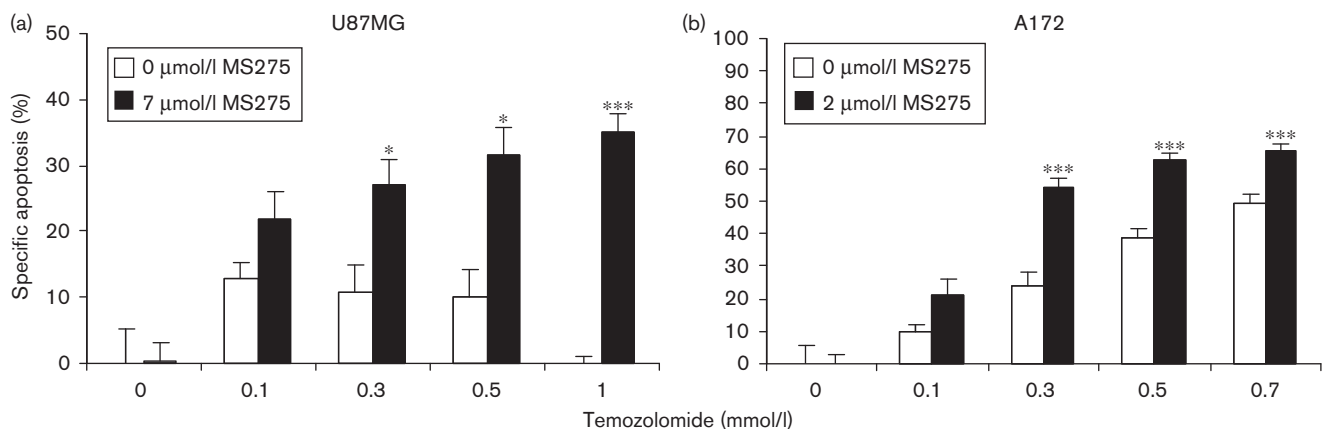 (a)
U87MG
50
40
30
20
10
0
Specific apoptosis (%)
0 μmol/l MS275
7 μmol/l MS275
*
*
***
0 0.1 0.3 0.5 1
(b)
A172
100
90
80
70
60
50
40
30
20
10
0
0 μmol/l MS275
2 μmol/l MS275
***
***
***
0 0.1 0.3 0.5 0.7
Temozolomide (mmol/l)